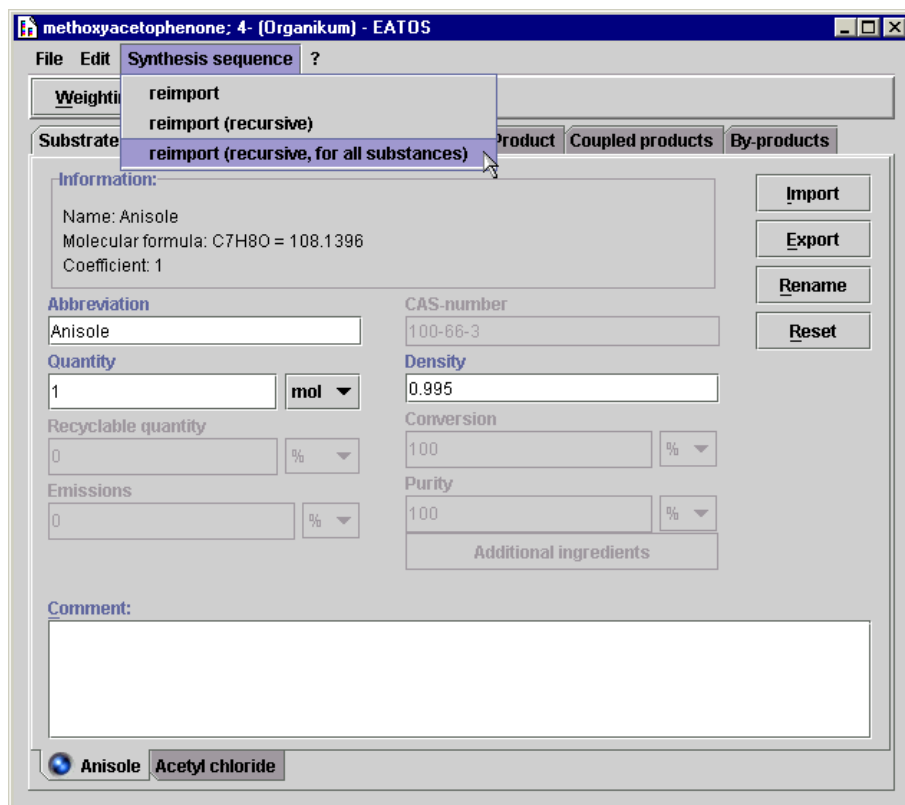 methoxyacetophenone; 4- (Organikum) - EATOS
File Edit Synthesis sequence ?
reimport
reimport (recursive)
reimport (recursive, for all substances)
Substrate Product Coupled products By-products
Information:
Name: Anisole
Molecular formula: C7H8O = 108.1396
Coefficient: 1
Import
Export
Rename
Reset
Abbreviation CAS-number
Anisole 100-66-3
Quantity Density
1 mol 0.995
Recyclable quantity Conversion
0 % 100 %
Emissions Purity
0 % 100 %
Additional ingredients
Comment:
Anisole Acetyl chloride